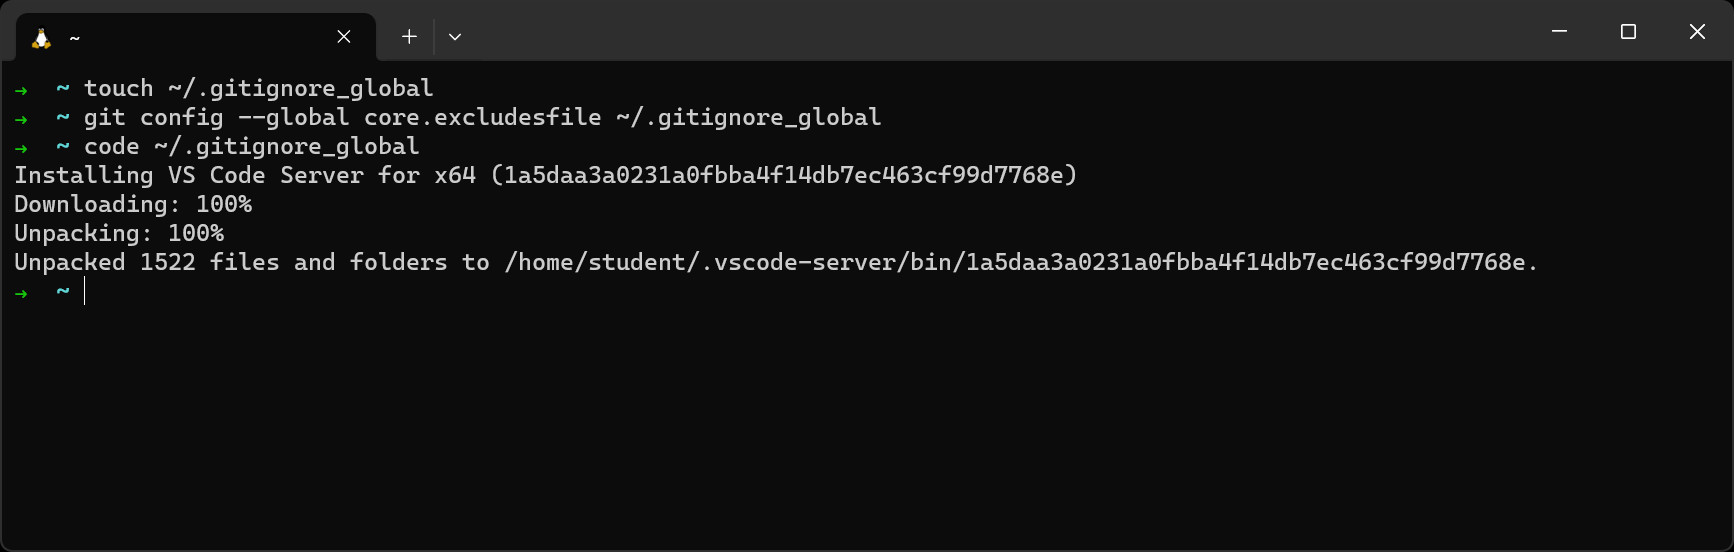 ~
➜ ~ touch ~/.gitignore_global
➜ ~ git config --global core.excludesfile ~/.gitignore_global
➜ ~ code ~/.gitignore_global
Installing VS Code Server for x64 (1a5daa3a0231a0fbba4f14db7ec463cf99d7768e)
Downloading: 100%
Unpacking: 100%
Unpacked 1522 files and folders to /home/student/.vscode-server/bin/1a5daa3a0231a0fbba4f14db7ec463cf99d7768e.
➜ ~